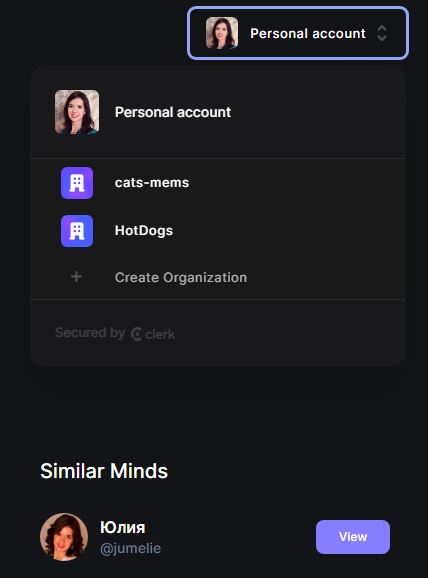 Personal account
Personal account
cats-mems
HotDogs
Create Organization
Secured by clerk
Similar Minds
Юлия
@jumelie
View